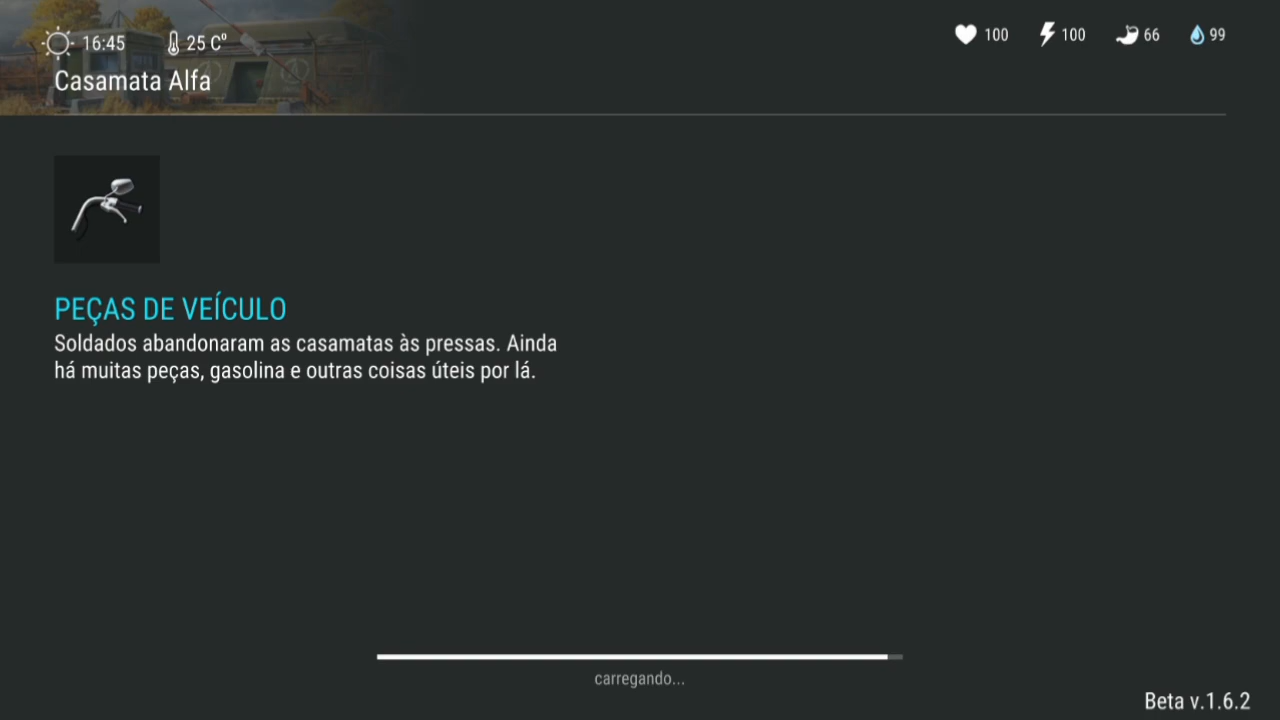 16:45 25 Cº
Casamata Alfa
100 100 66 99
PEÇAS DE VEÍCULO
Soldados abandonaram as casamatas às pressas. Ainda
há muitas peças, gasolina e outras coisas úteis por lá.
carregando...
Beta v.1.6.2